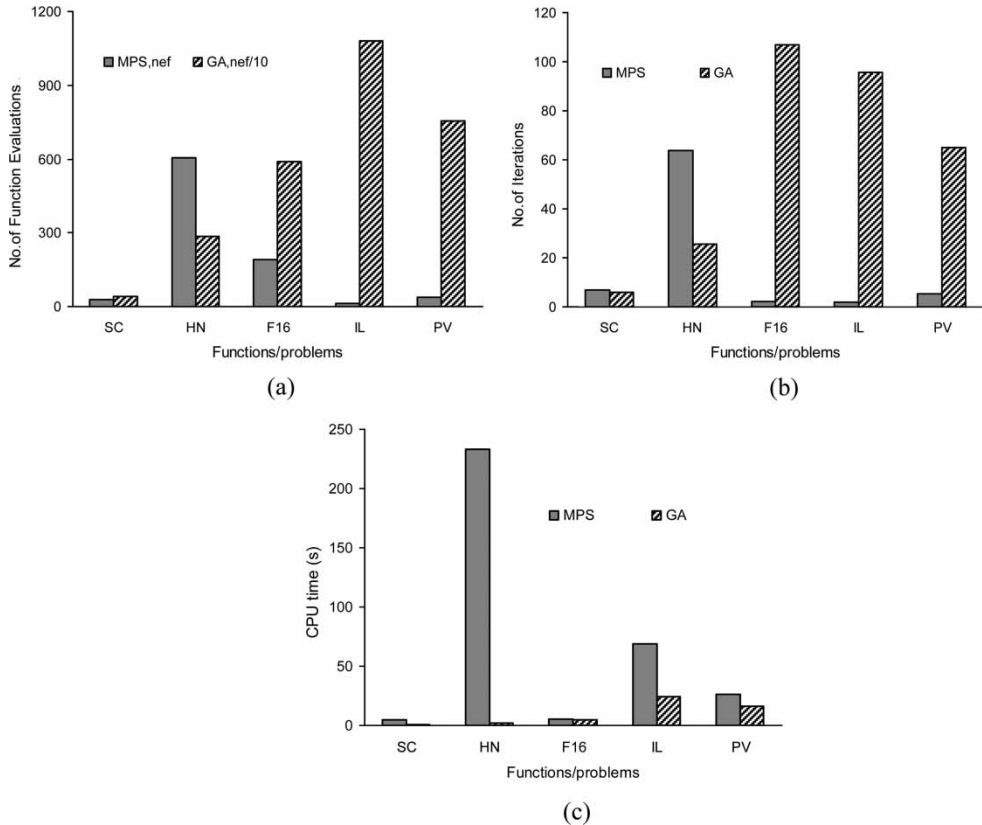 1200
900
600
300
0
No.of Function Evaluations
MPS,nef
GA,nef/10
SC HN F16 IL PV
Functions/problems
(a)
120
100
80
60
40
20
0
No.of Iterations
MPS
GA
SC HN F16 IL PV
Functions/problems
(b)
250
200
150
100
50
0
CPU time (s)
MPS
GA
SC HN F16 IL PV
Functions/problems
(c)